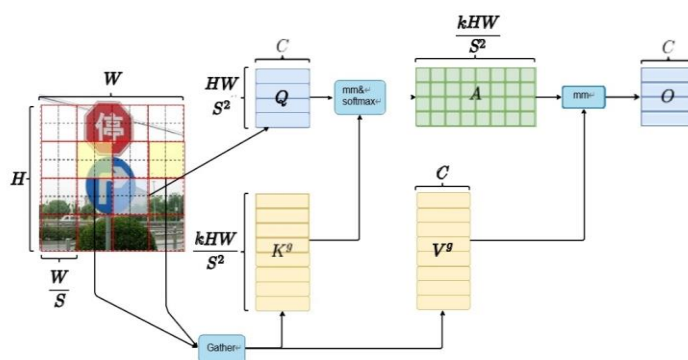 C
kHW
S²
C
W
HW
S²
Q
mm&
softmax
A
mm
O
停
H
C
kHW
S²
K^g
V^g
W
S
Gather